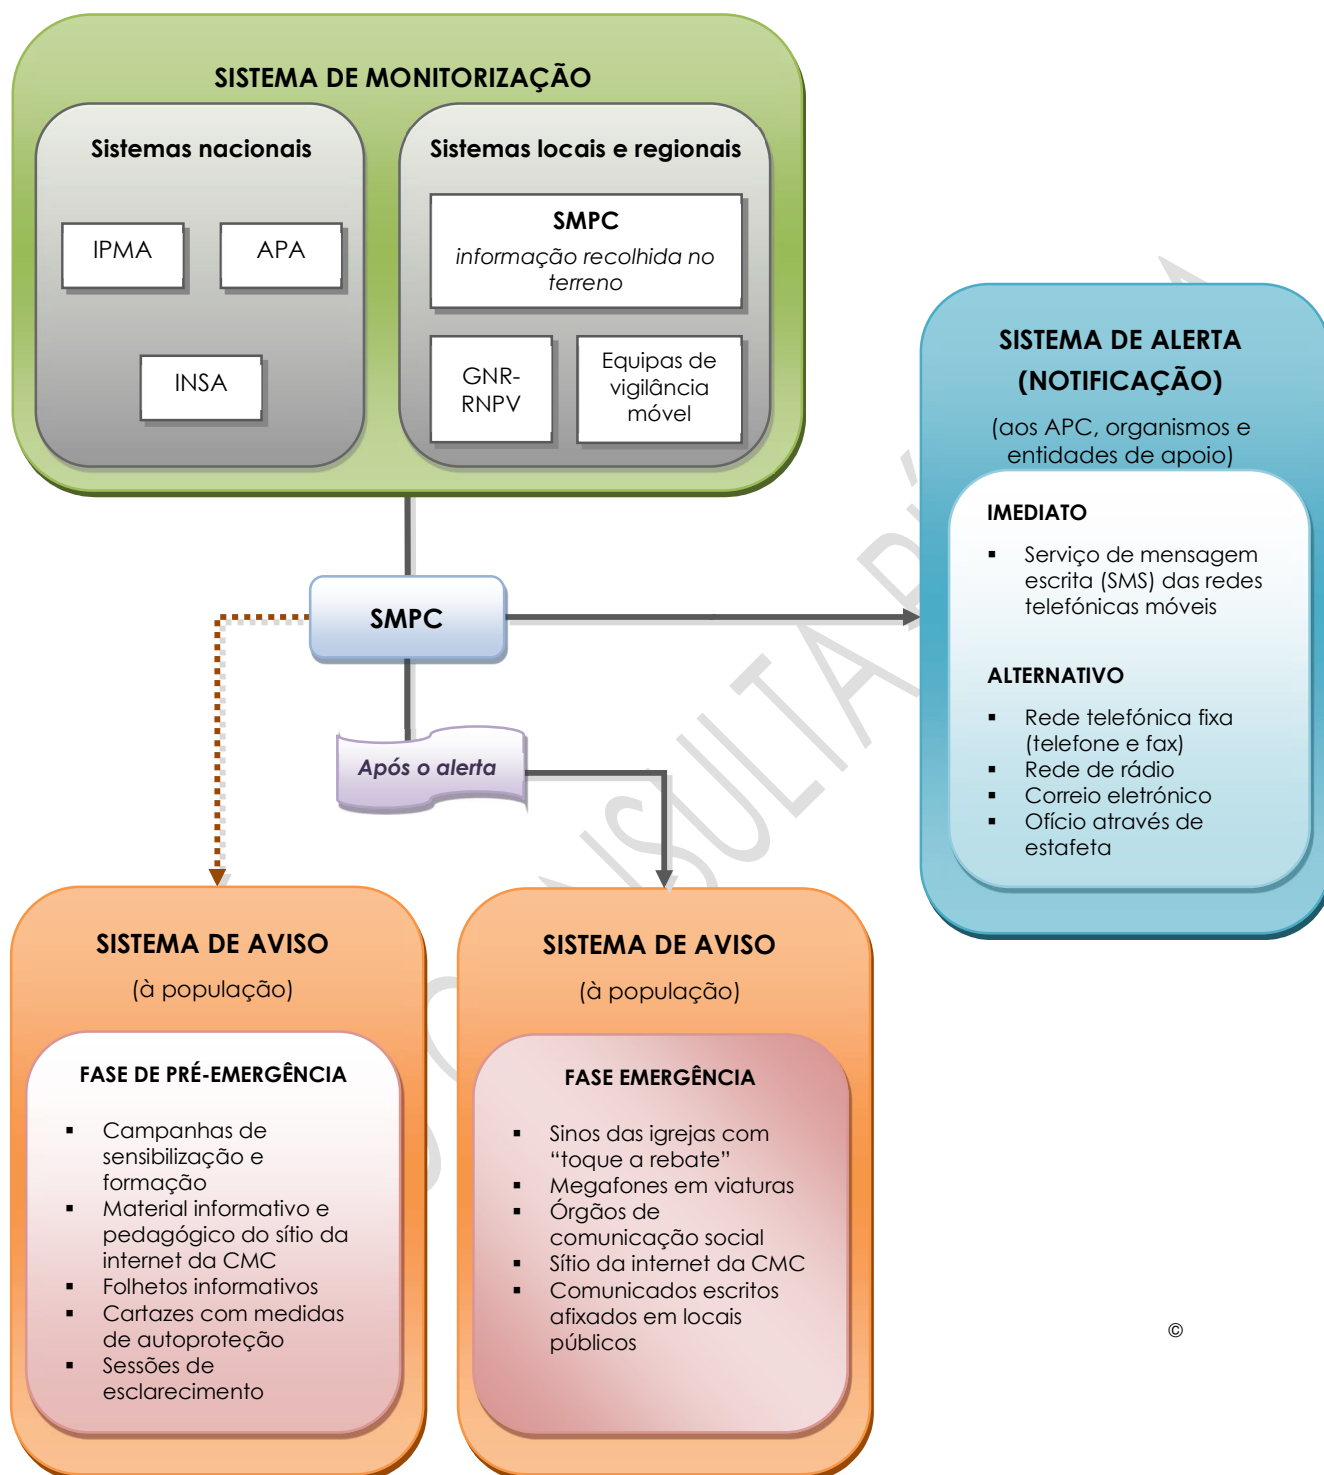 SISTEMA DE MONITORIZAÇÃO
Sistemas nacionais
IPMA
APA
INSA
Sistemas locais e regionais
SMPC
informação recolhida no
terreno
GNR-
RNPV
Equipas de
vigilância
móvel
SMPC
Após o alerta
SISTEMA DE ALERTA
(NOTIFICAÇÃO)
(aos APC, organismos e
entidades de apoio)
IMEDIATO
▪ Serviço de mensagem
escrita (SMS) das redes
telefónicas móveis
ALTERNATIVO
▪ Rede telefónica fixa
(telefone e fax)
▪ Rede de rádio
▪ Correio eletrónico
▪ Ofício através de
estafeta
SISTEMA DE AVISO
(à população)
FASE DE PRÉ-EMERGÊNCIA
▪ Campanhas de
sensibilização e
formação
▪ Material informativo e
pedagógico do sítio da
internet da CMC
▪ Folhetos informativos
▪ Cartazes com medidas
de autoproteção
▪ Sessões de
esclarecimento
SISTEMA DE AVISO
(à população)
FASE EMERGÊNCIA
▪ Sinos das igrejas com
“toque a rebate”
▪ Megafones em viaturas
▪ Órgãos de
comunicação social
▪ Sítio da internet da CMC
▪ Comunicados escritos
afixados em locais
públicos
©